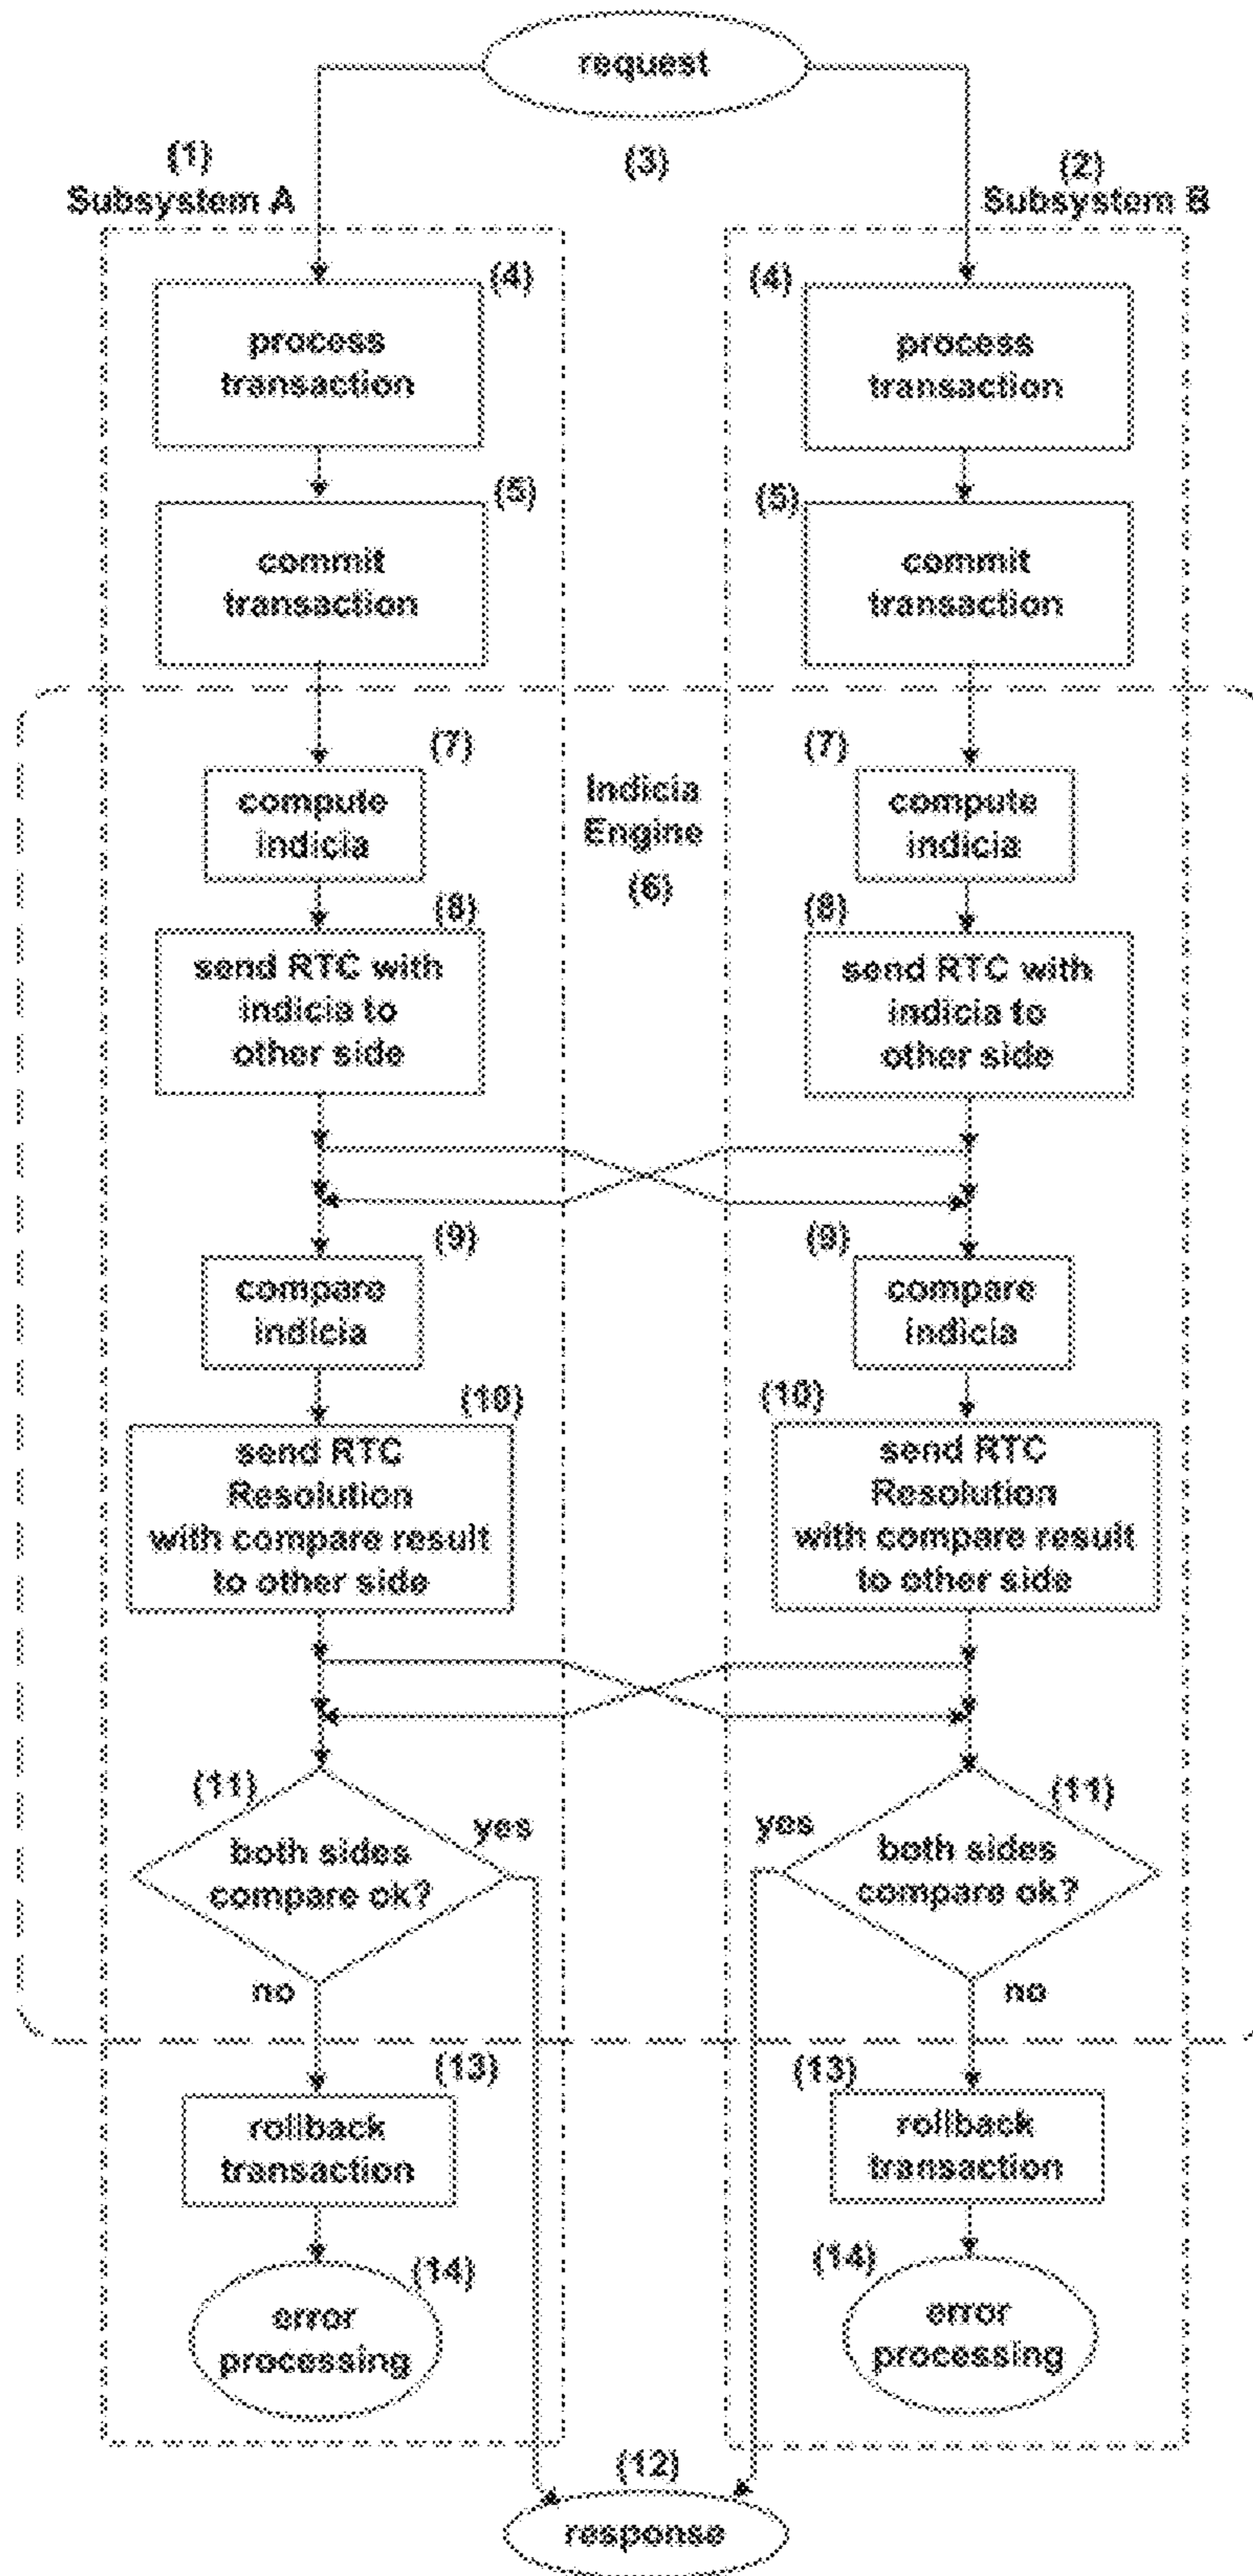 request
(3)
(1)
Subsystem A
(2)
Subsystem B
(4)
process
transaction
(4)
process
transaction
(5)
commit
transaction
(5)
commit
transaction
Indicia
Engine
(6)
(7)
compute
indicia
(7)
compute
indicia
(8)
send RTC with
indicia to
other side
(8)
send RTC with
indicia to
other side
(9)
compare
indicia
(9)
compare
indicia
(10)
send RTC
Resolution
with compare result
to other side
(10)
send RTC
Resolution
with compare result
to other side
(11)
both sides
compare ok?
yes
no
(11)
both sides
compare ok?
yes
no
(13)
rollback
transaction
(13)
rollback
transaction
(14)
error
processing
(14)
error
processing
(12)
response